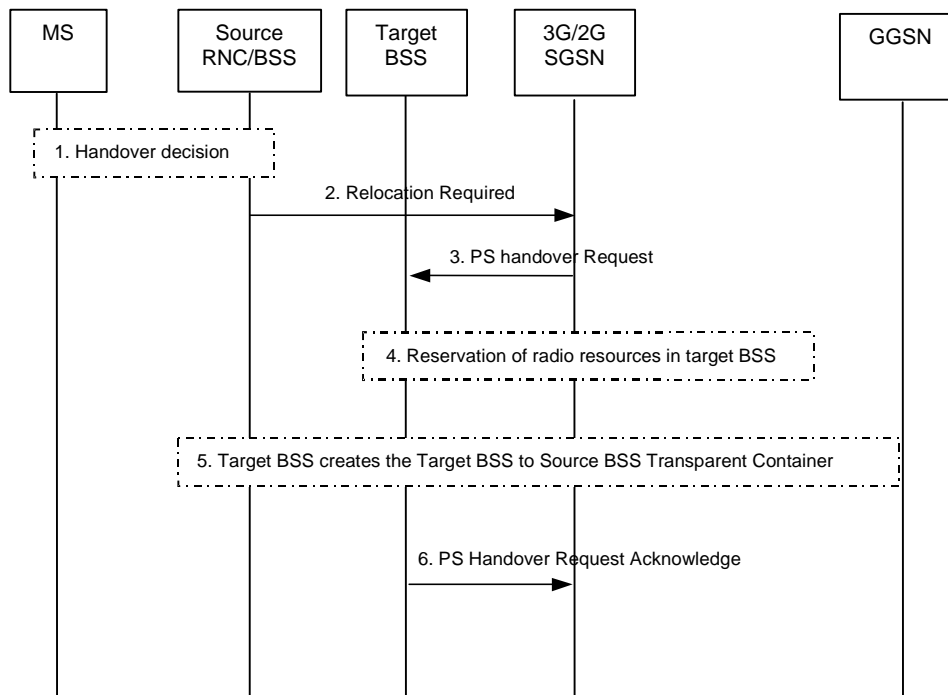 MS
Source
RNC/BSS
Target
BSS
3G/2G
SGSN
GGSN
1. Handover decision
2. Relocation Required
3. PS handover Request
4. Reservation of radio resources in target BSS
5. Target BSS creates the Target BSS to Source BSS Transparent Container
6. PS Handover Request Acknowledge